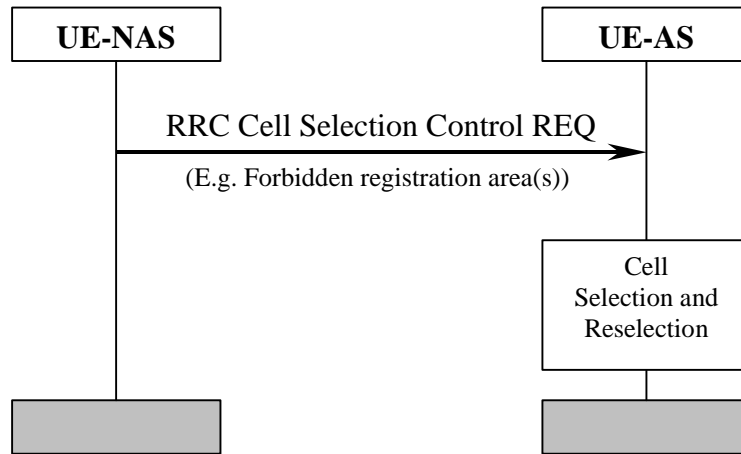 UE-NAS
UE-AS
RRC Cell Selection Control REQ
(E.g. Forbidden registration area(s))
Cell
Selection and
Reselection